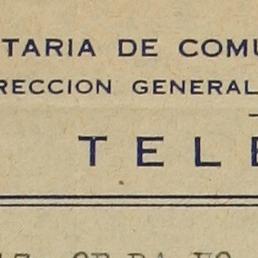 TARIA DE COMU
RECCION GENERAL
TELE